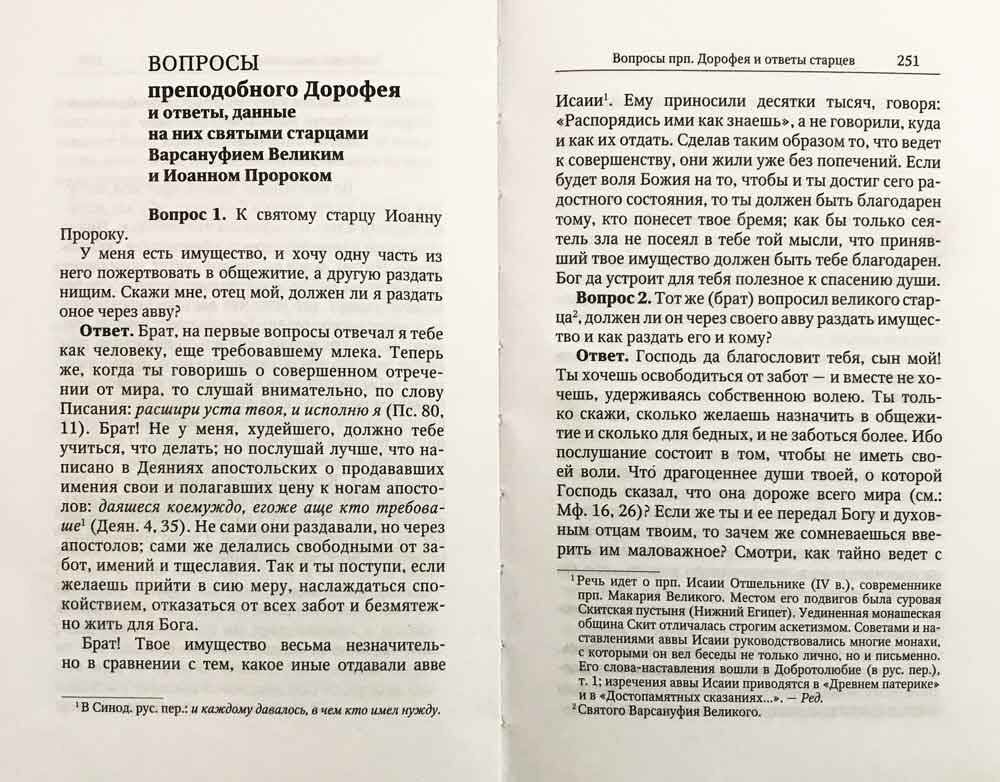 ВОПРОСЫ
преподобного Дорофея
и ответы, данные
на них святыми старцами
Варсануфием Великим
и Иоанном Пророком
Вопрос 1. К святому старцу Иоанну
Пророку.
У меня есть имущество, и хочу одну часть из
него пожертвовать в общежитие, а другую раздать
нищим. Скажи мне, отец мой, должен ли я раздать
оное через авву?
Ответ. Брат, на первые вопросы отвечал я тебе
как человеку, еще требовавшему млека. Теперь
же, когда ты говоришь о совершенном отрече-
нии от мира, то слушай внимательно, по слову
Писания: расшири уста твоя, и исполню я (Пс. 80,
11). Брат! Не у меня, худейшего, должно тебе
учиться, что делать; но послушай лучше, что на-
писано в Деяниях апостольских о продававших
имения свои и полагавших цену к ногам апосто-
лов: даяшеся коемуждо, егоже аще кто требова-
ше¹ (Деян. 4, 35). Не сами они раздавали, но через
апостолов; сами же делались свободными от за-
бот, имений и тщеславия. Так и ты поступи, если
желаешь прийти в сию меру, наслаждаться спо-
койствием, отказаться от всех забот и безмятеж-
но жить для Бога.
Брат! Твое имущество весьма незначитель-
но в сравнении с тем, какое иные отдавали авве
¹ В Синод. рус. пер.: и каждому давалось, в чем кто имел нужду.
Вопросы прп. Дорофея и ответы старцев 251
Исаии¹. Ему приносили десятки тысяч, говоря:
«Распорядись ими как знаешь», а не говорили, куда
и как их отдать. Сделав таким образом то, что ведет
к совершенству, они жили уже без попечений. Если
будет воля Божия на то, чтобы и ты достиг сего ра-
достного состояния, то ты должен быть благодарен
тому, кто понесет твое бремя; как бы только сея-
тель зла не посеял в тебе той мысли, что приняв-
ший твое имущество должен быть тебе благодарен.
Бог да устроит для тебя полезное к спасению души.
Вопрос 2. Тот же (брат) вопросил великого стар-
ца², должен ли он через своего авву раздать имущес-
тво и как раздать его и кому?
Ответ. Господь да благословит тебя, сын мой!
Ты хочешь освободиться от забот — и вместе не хо-
чешь, удерживаясь собственною волею. Ты толь-
ко скажи, сколько желаешь назначить в общежи-
тие и сколько для бедных, и не заботься более. Ибо
послушание состоит в том, чтобы не иметь сво-
ей воли. Что́ драгоценнее души твоей, о которой
Господь сказал, что она дороже всего мира (см.:
Мф. 16, 26)? Если же ты и ее передал Богу и духов-
ным отцам твоим, то зачем же сомневаешься вве-
рить им маловажное? Смотри, как тайно ведет с
¹ Речь идет о прп. Исаии Отшельнике (IV в.), современнике
прп. Макария Великого. Местом его подвигов была суровая
Скитская пустыня (Нижний Египет). Уединенная монашеская
община Скит отличалась строгим аскетизмом. Советами и на-
ставлениями аввы Исаии руководствовались многие монахи,
с которыми он вел беседы не только лично, но и письменно.
Его слова-наставления вошли в Добротолюбие (в рус. пер.),
т. 1; изречения аввы Исаии приводятся в «Древнем патерике»
и в «Достопамятных сказаниях...». — Ред.
² Святого Варсануфия Великого.